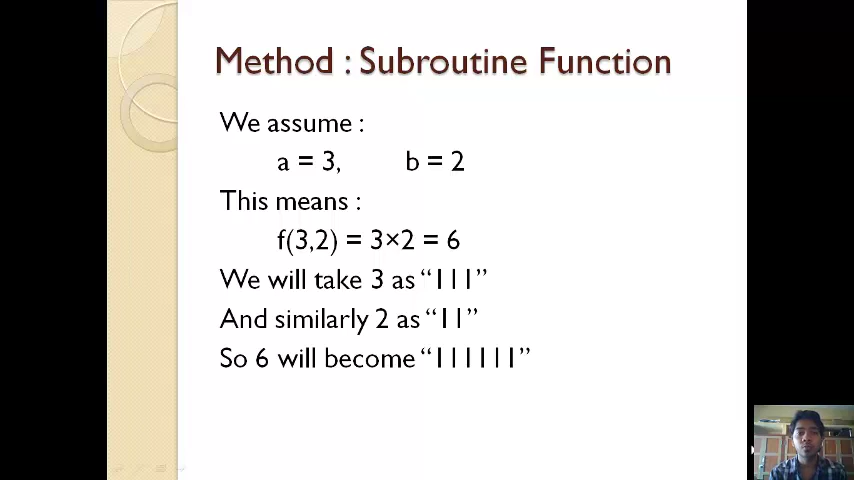 Method : Subroutine Function
We assume :
a = 3, b = 2
This means :
f(3,2) = 3×2 = 6
We will take 3 as “111”
And similarly 2 as “11”
So 6 will become “111111”